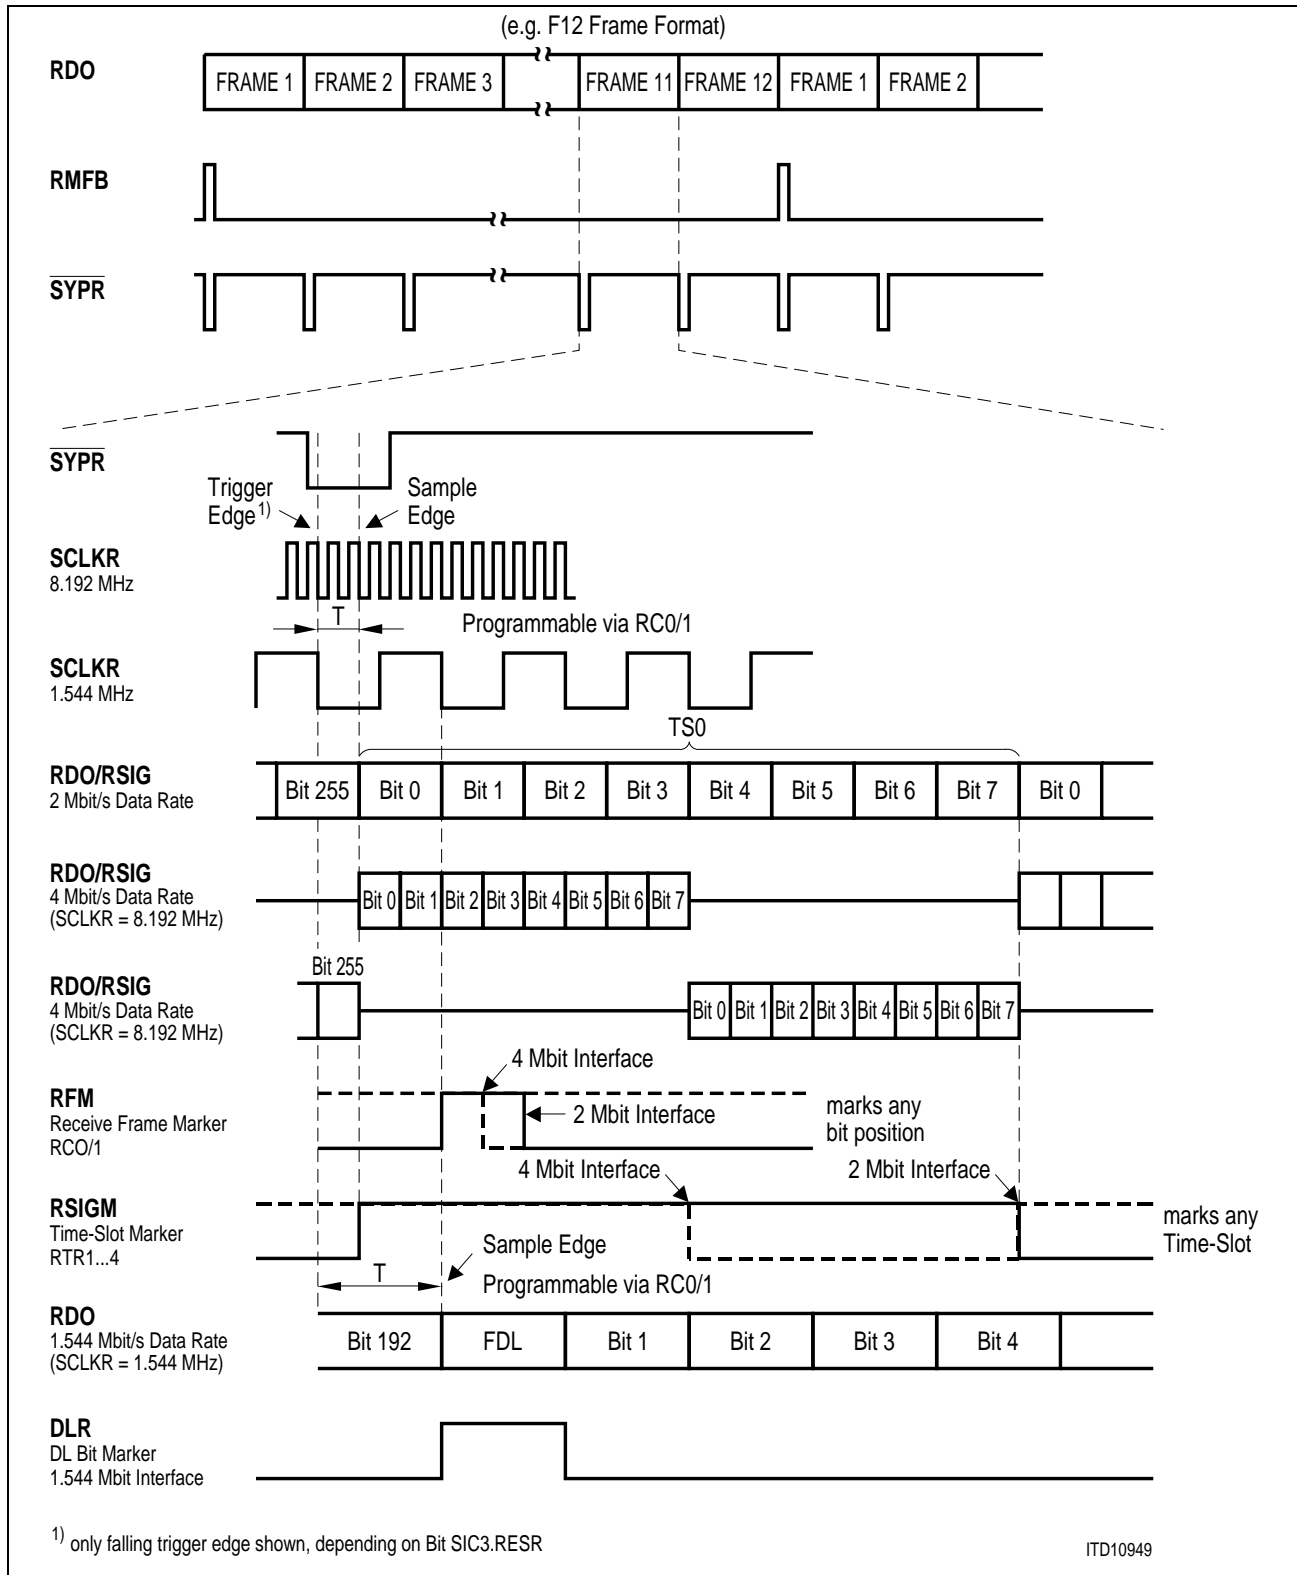 (e.g. F12 Frame Format)
RDO
FRAME 1 FRAME 2 FRAME 3 FRAME 11 FRAME 12 FRAME 1 FRAME 2
RMFB
SYPR
SYPR
Trigger Edge1)
Sample Edge
SCLKR
8.192 MHz
T
Programmable via RC0/1
SCLKR
1.544 MHz
TS0
RDO/RSIG
2 Mbit/s Data Rate
Bit 255 Bit 0 Bit 1 Bit 2 Bit 3 Bit 4 Bit 5 Bit 6 Bit 7 Bit 0
RDO/RSIG
4 Mbit/s Data Rate
(SCLKR = 8.192 MHz)
Bit 0 Bit 1 Bit 2 Bit 3 Bit 4 Bit 5 Bit 6 Bit 7
Bit 255
RDO/RSIG
4 Mbit/s Data Rate
(SCLKR = 8.192 MHz)
Bit 0 Bit 1 Bit 2 Bit 3 Bit 4 Bit 5 Bit 6 Bit 7
4 Mbit Interface
RFM
Receive Frame Marker
RCO/1
2 Mbit Interface
marks any
bit position
4 Mbit Interface
2 Mbit Interface
RSIGM
Time-Slot Marker
RTR1...4
marks any
Time-Slot
T
Sample Edge
Programmable via RC0/1
RDO
1.544 Mbit/s Data Rate
(SCLKR = 1.544 MHz)
Bit 192 FDL Bit 1 Bit 2 Bit 3 Bit 4
DLR
DL Bit Marker
1.544 Mbit Interface
1) only falling trigger edge shown, depending on Bit SIC3.RESR
ITD10949